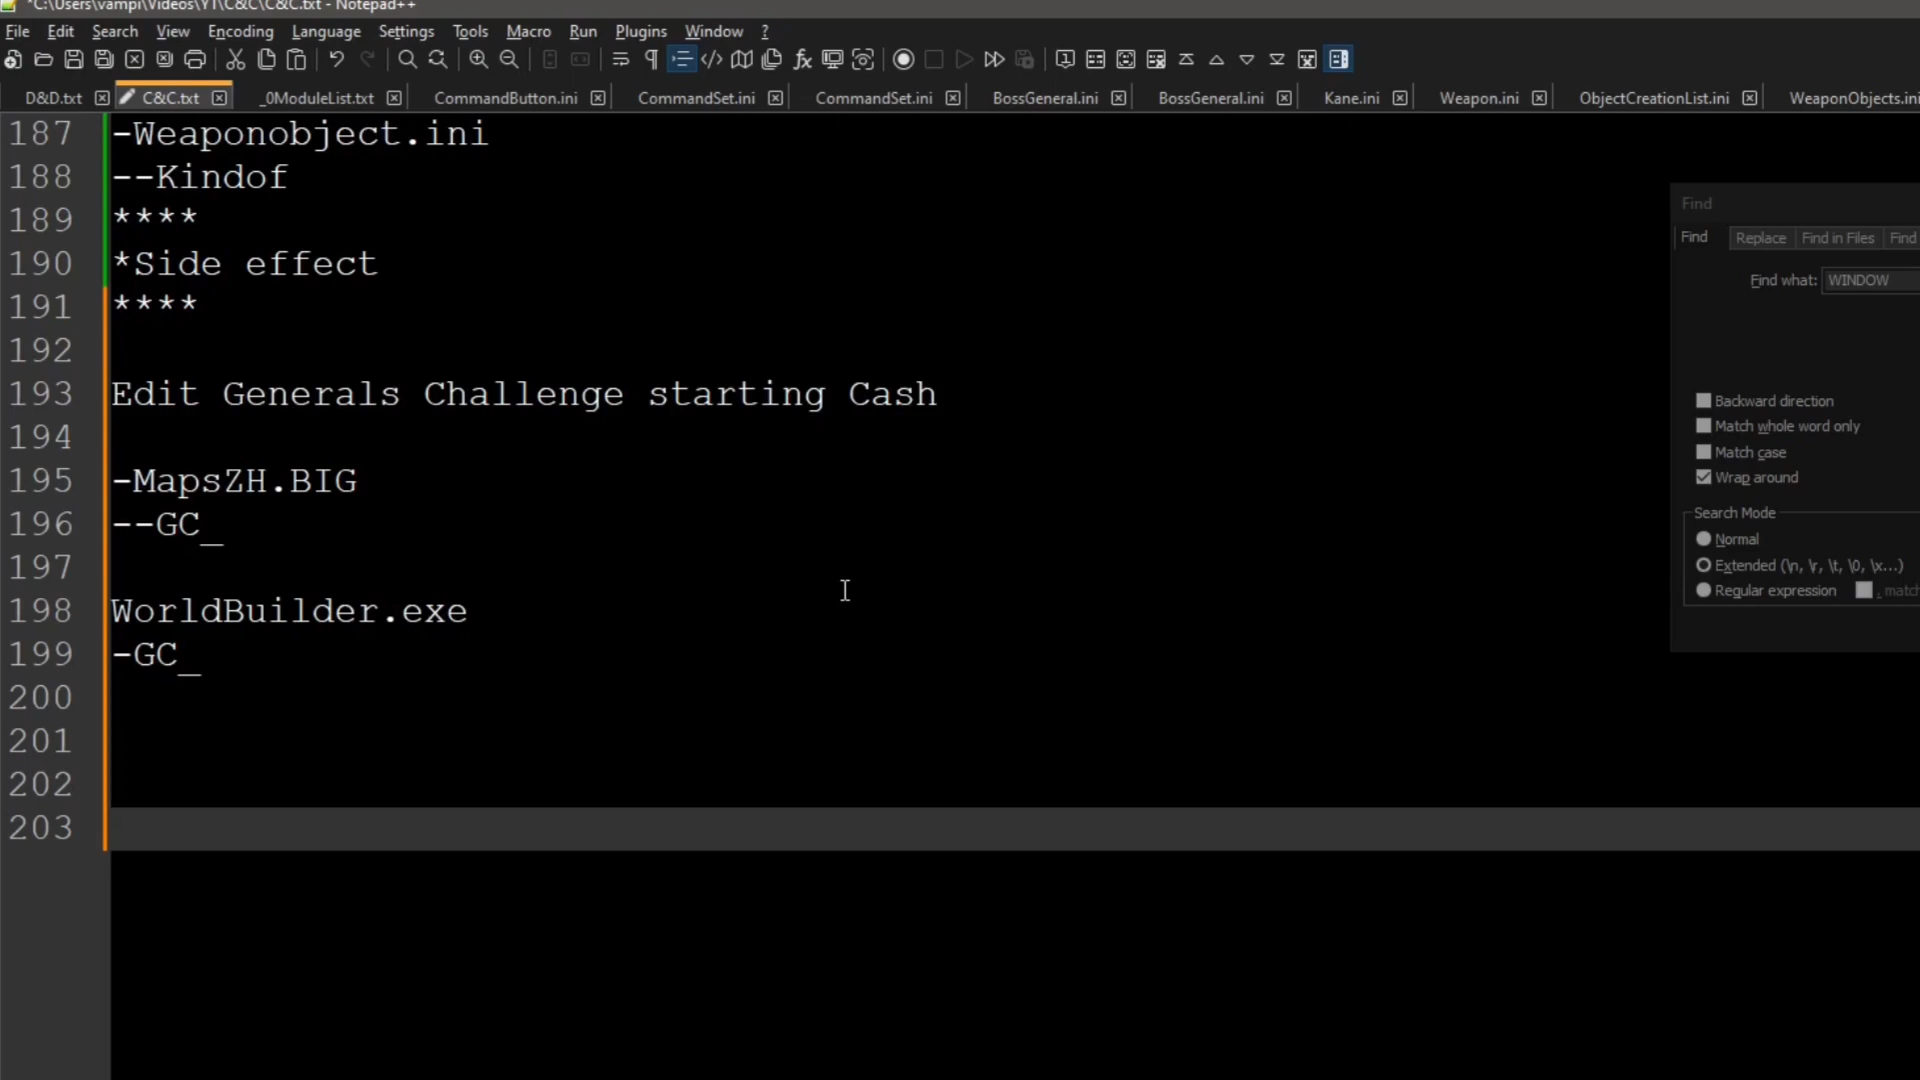 *C:\Users\vampi\Videos\YT\C&C\C&C.txt - Notepad++
File Edit Search View Encoding Language Settings Tools Macro Run Plugins Window ?
D&D.txt C&C.txt _0ModuleList.txt CommandButton.ini CommandSet.ini CommandSet.ini BossGeneral.ini BossGeneral.ini Kane.ini Weapon.ini ObjectCreationList.ini WeaponObjects.ini
187 -Weaponobject.ini
188 --Kindof
189 ****
190 *Side effect
191 ****
192
193 Edit Generals Challenge starting Cash
194
195 -MapsZH.BIG
196 --GC_
197
198 WorldBuilder.exe
199 -GC_
200
201
202
203
Find
Find Replace Find in Files Find
Find what: WINDOW
Backward direction
Match whole word only
Match case
Wrap around
Search Mode
Normal
Extended (\n, \r, \t, \0, \x...)
Regular expression . match